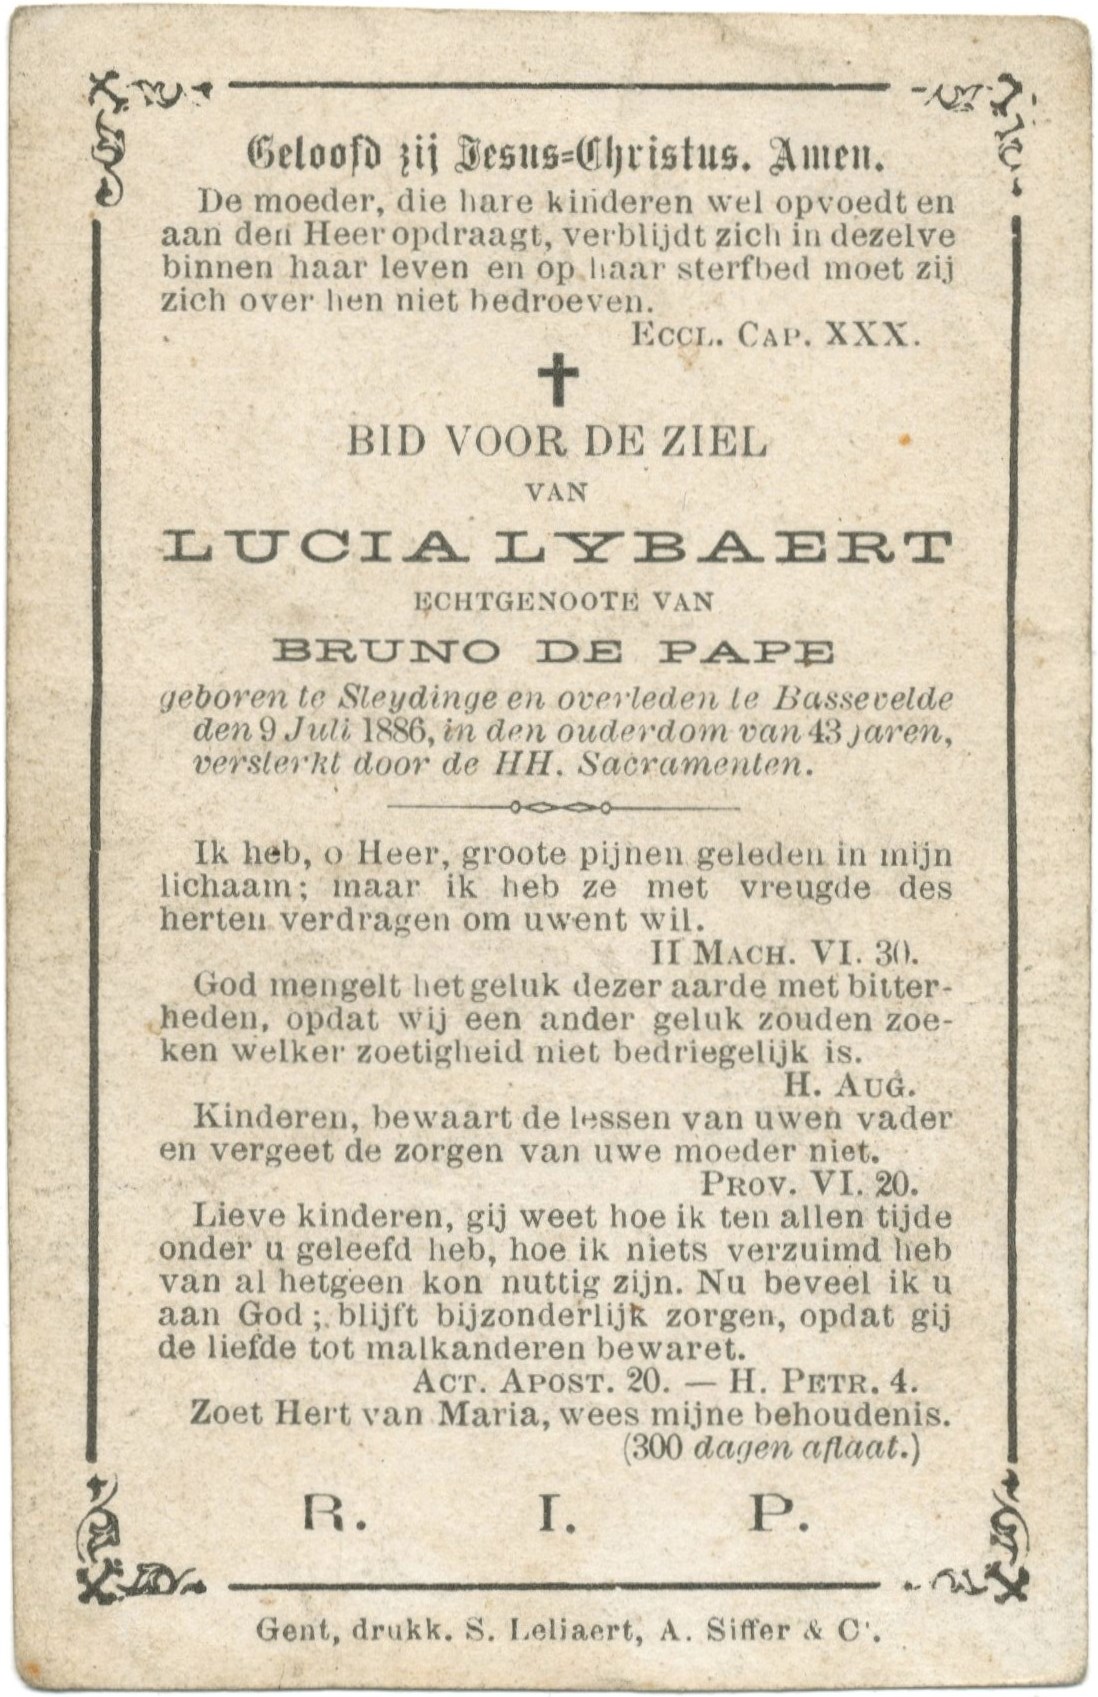 Geloofd zij Jesus=Christus. Amen.
De moeder, die hare kinderen wel opvoedt en
aan den Heer opdraagt, verblijdt zich in dezelve
binnen haar leven en op haar sterfbed moet zij
zich over hen niet bedroeven.
ECCL. CAP. XXX.
BID VOOR DE ZIEL
VAN
LUCIA LYBAERT
ECHTGENOOTE VAN
BRUNO DE PAPE
geboren te Sleydinge en overleden te Bassevelde
den 9 Juli 1886, in den ouderdom van 43 jaren,
versterkt door de HH. Sacramenten.
Ik heb, o Heer, groote pijnen geleden in mijn
lichaam; maar ik heb ze met vreugde des
herten verdragen om uwent wil.
II MACH. VI. 30.
God mengelt het geluk dezer aarde met bitter-
heden, opdat wij een ander geluk zouden zoe-
ken welker zoetigheid niet bedriegelijk is.
H. AUG.
Kinderen, bewaart de lessen van uwen vader
en vergeet de zorgen van uwe moeder niet.
PROV. VI. 20.
Lieve kinderen, gij weet hoe ik ten allen tijde
onder u geleefd heb, hoe ik niets verzuimd heb
van al hetgeen kon nuttig zijn. Nu beveel ik u
aan God; blijft bijzonderlijk zorgen, opdat gij
de liefde tot malkanderen bewaret.
ACT. APOST. 20. — H. PETR. 4.
Zoet Hert van Maria, wees mijne behoudenis.
(300 dagen aflaat.)
R. I. P.
Gent, drukk. S. Leliaert, A. Siffer & C°.